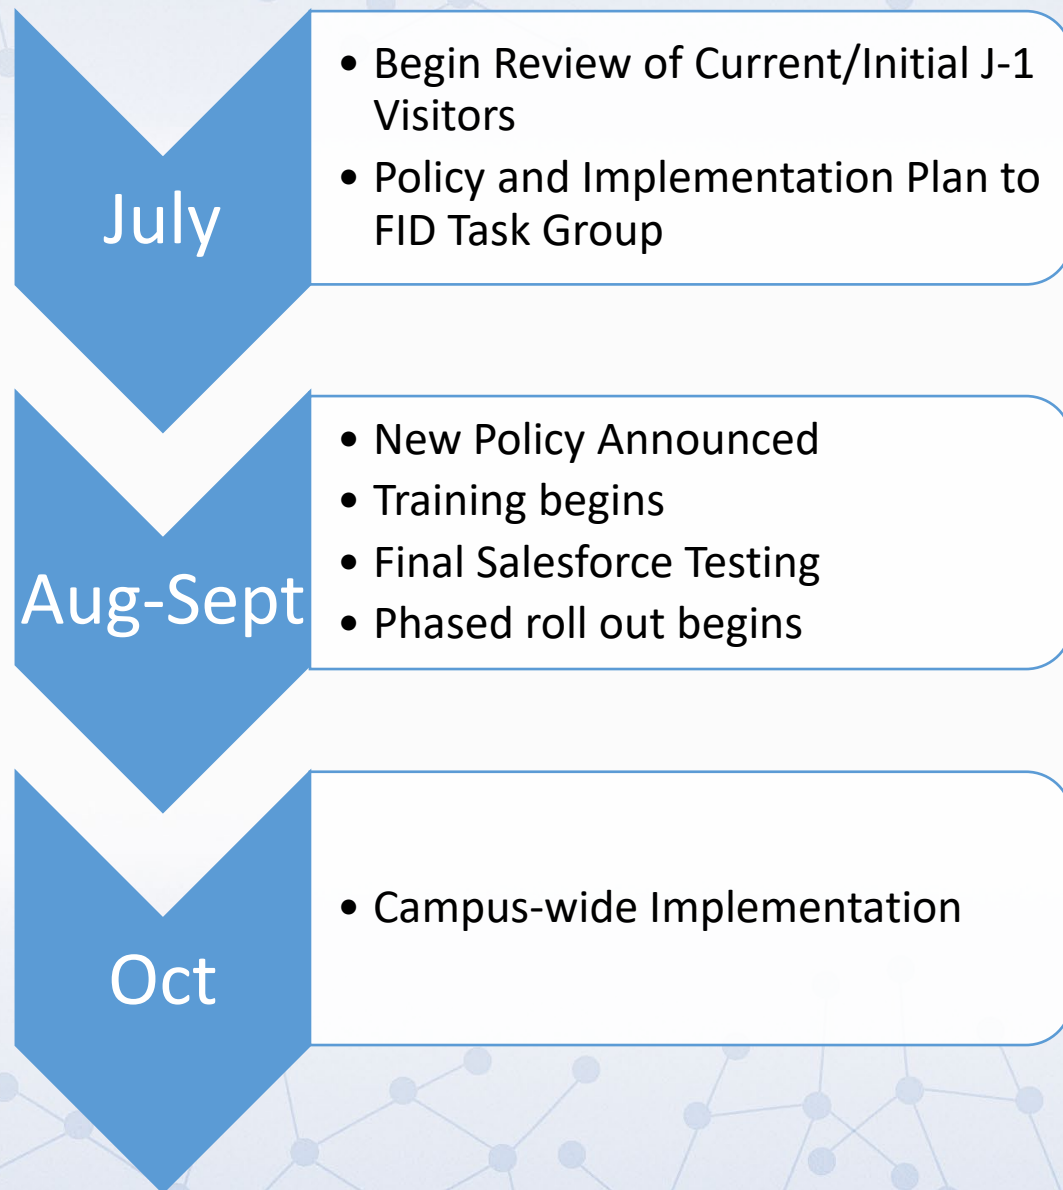 July
• Begin Review of Current/Initial J-1
Visitors
• Policy and Implementation Plan to
FID Task Group
Aug-Sept
• New Policy Announced
• Training begins
• Final Salesforce Testing
• Phased roll out begins
Oct
• Campus-wide Implementation